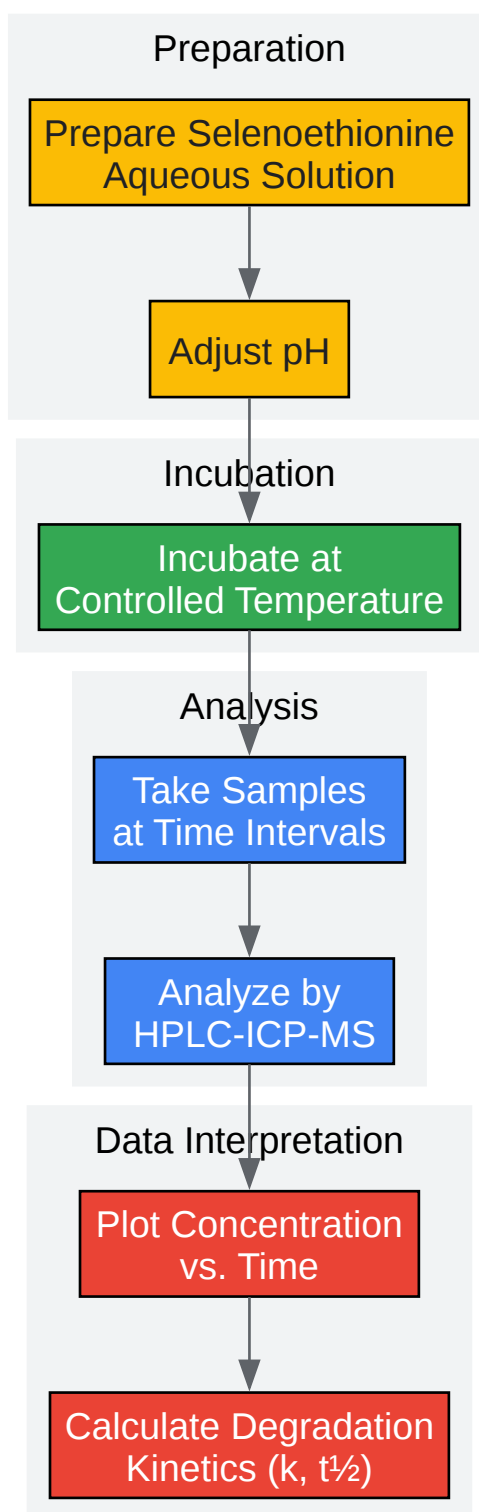 Preparation
Prepare Selenoethionine
Aqueous Solution
Adjust pH
Incubation
Incubate at
Controlled Temperature
Analysis
Take Samples
at Time Intervals
Analyze by
HPLC-ICP-MS
Data Interpretation
Plot Concentration
vs. Time
Calculate Degradation
Kinetics (k, t½)